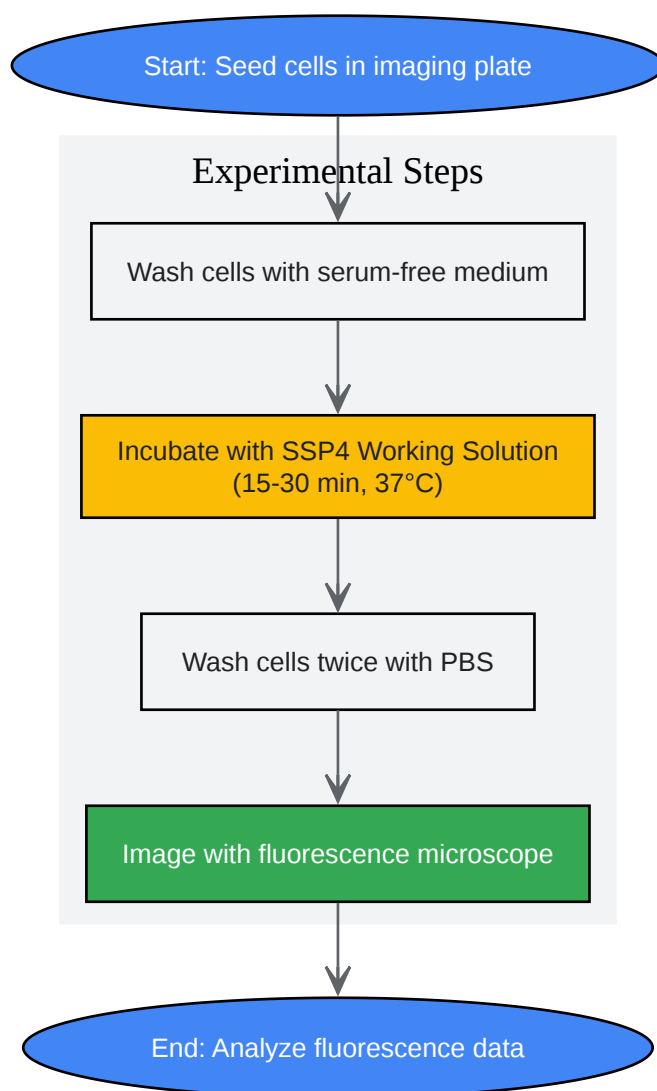 Start: Seed cells in imaging plate
Experimental Steps
Wash cells with serum-free medium
Incubate with SSP4 Working Solution
(15-30 min, 37°C)
Wash cells twice with PBS
Image with fluorescence microscope
End: Analyze fluorescence data